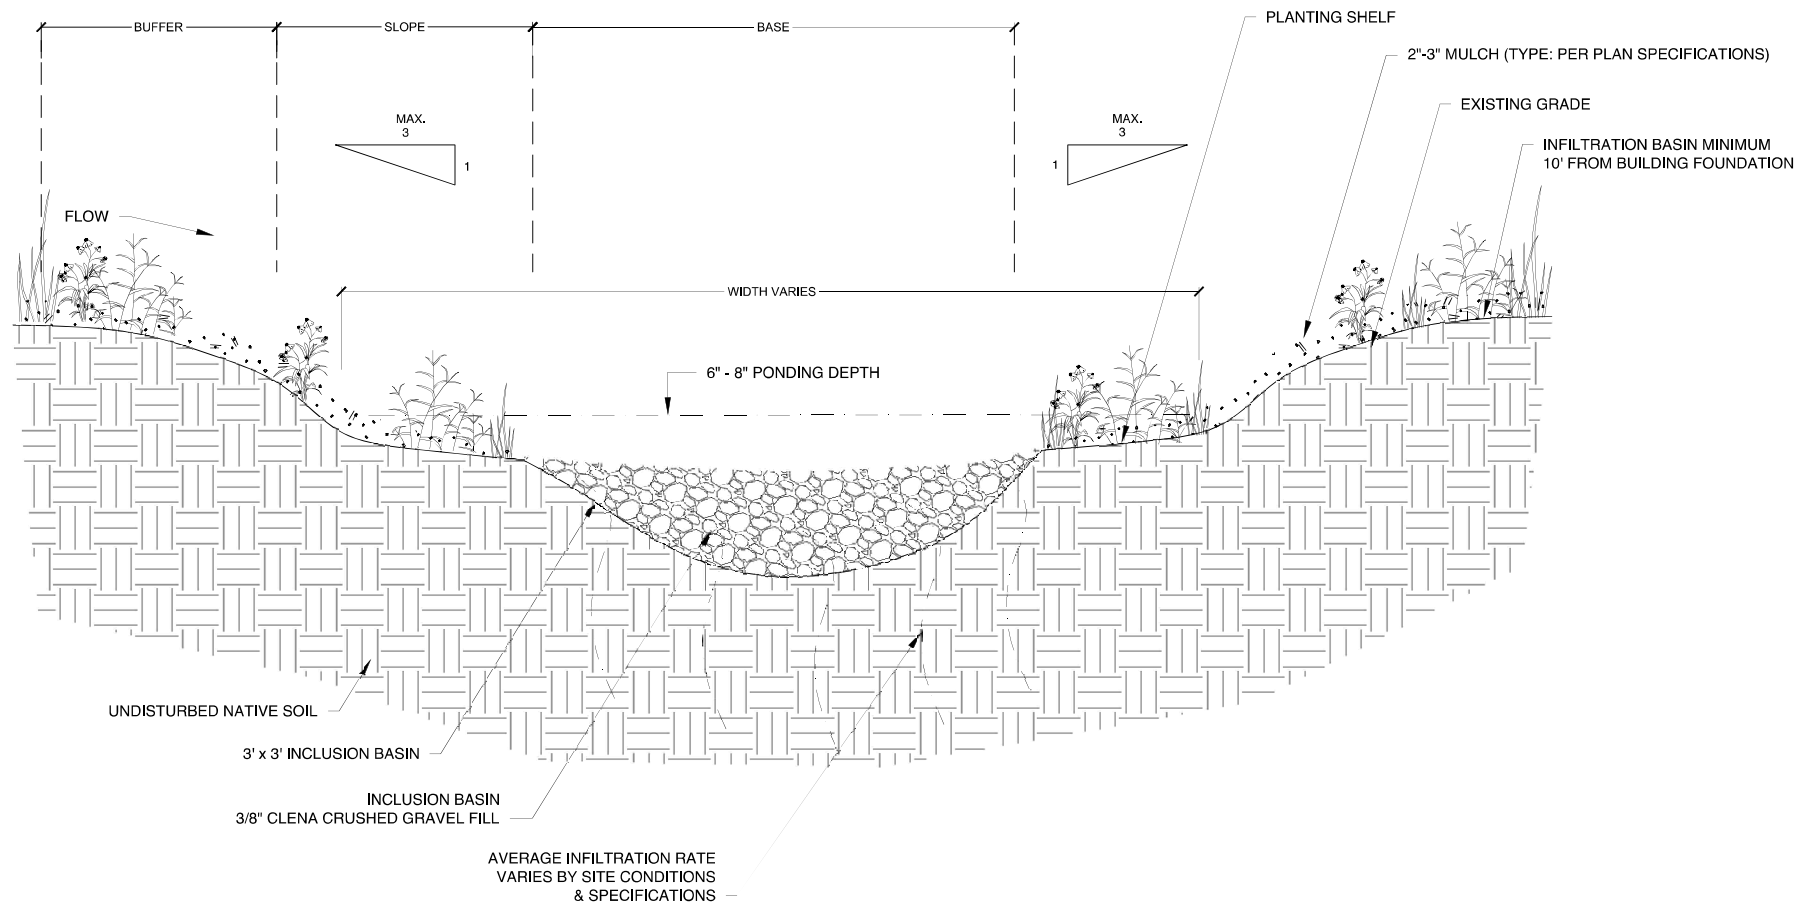 BUFFER
SLOPE
BASE
PLANTING SHELF
2"-3" MULCH (TYPE: PER PLAN SPECIFICATIONS)
EXISTING GRADE
MAX.
3
1
MAX.
3
1
INFILTRATION BASIN MINIMUM
10' FROM BUILDING FOUNDATION
FLOW
WIDTH VARIES
6" - 8" PONDING DEPTH
UNDISTURBED NATIVE SOIL
3' x 3' INCLUSION BASIN
INCLUSION BASIN
3/8" CLENA CRUSHED GRAVEL FILL
AVERAGE INFILTRATION RATE
VARIES BY SITE CONDITIONS
& SPECIFICATIONS